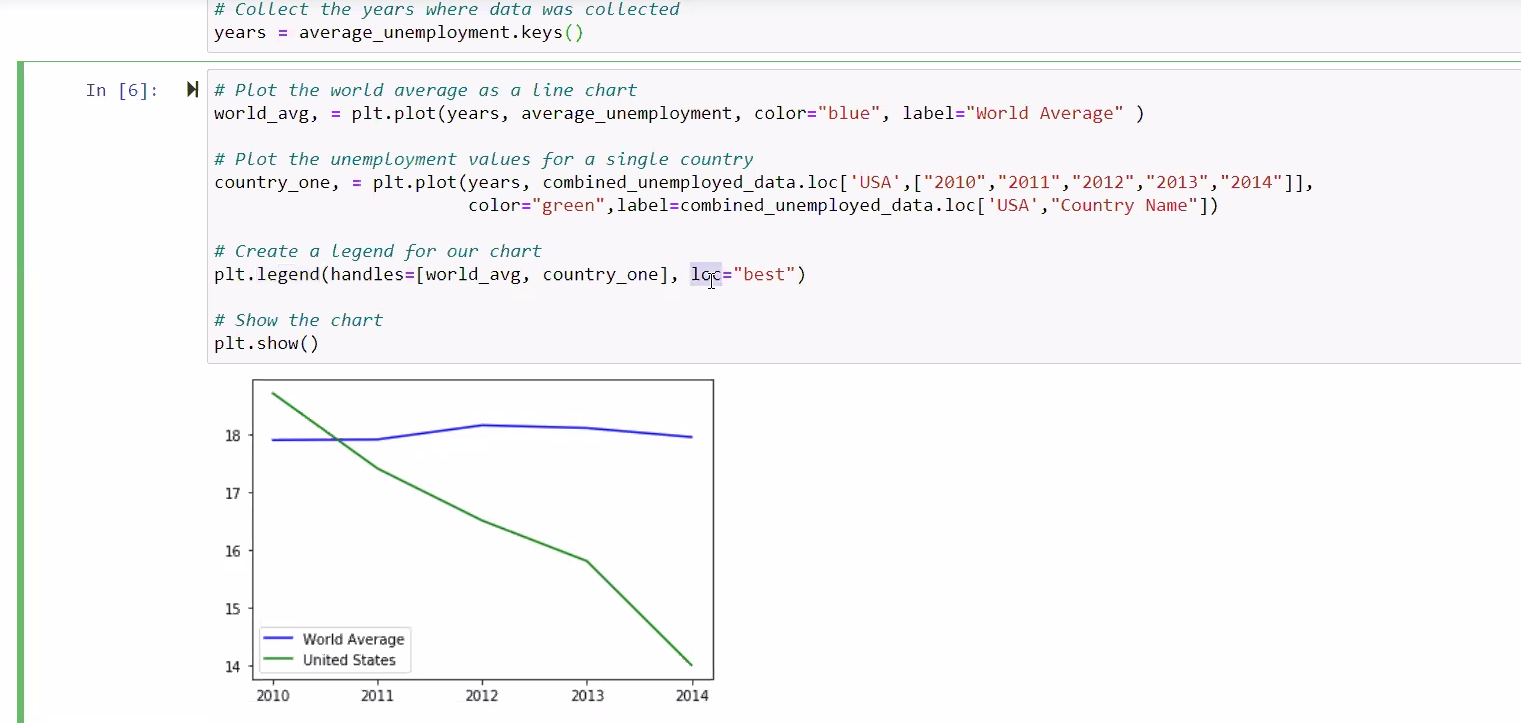 # Collect the years where data was collected
years = average_unemployment.keys()
In [6]:
# Plot the world average as a line chart
world_avg, = plt.plot(years, average_unemployment, color="blue", label="World Average" )
# Plot the unemployment values for a single country
country_one, = plt.plot(years, combined_unemployed_data.loc['USA',["2010","2011","2012","2013","2014"]],
color="green",label=combined_unemployed_data.loc['USA',"Country Name"])
# Create a legend for our chart
plt.legend(handles=[world_avg, country_one], loc="best")
# Show the chart
plt.show()
18
17
16
15
14
World Average
United States
2010 2011 2012 2013 2014